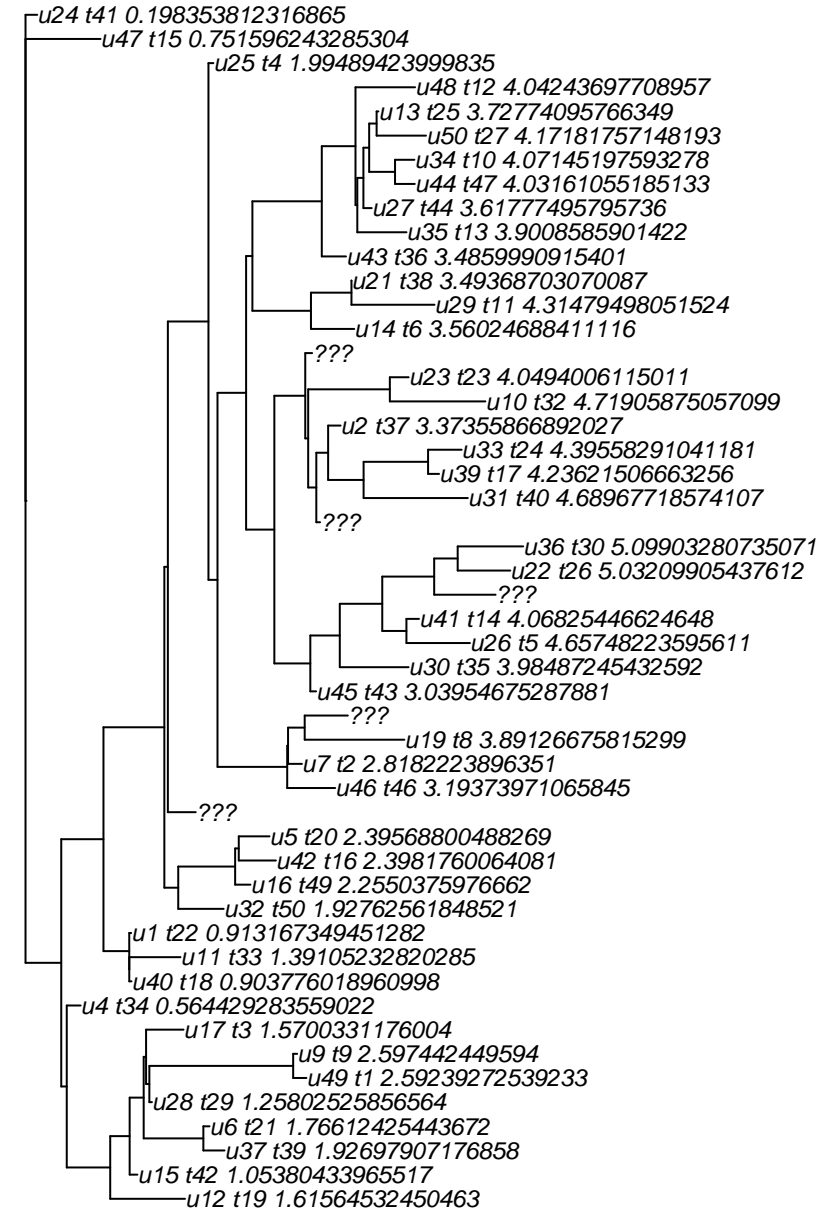 u24 t41 0.198353812316865
u47 t15 0.751596243285304
u25 t4 1.99489423999835
u48 t12 4.04243697708957
u13 t25 3.72774095766349
u50 t27 4.17181757148193
u34 t10 4.07145197593278
u44 t47 4.03161055185133
u27 t44 3.61777495795736
u35 t13 3.9008585901422
u43 t36 3.4859990915401
u21 t38 3.49368703070087
u29 t11 4.31479498051524
u14 t6 3.56024688411116
???
u23 t23 4.0494006115011
u10 t32 4.71905875057099
u2 t37 3.37355866892027
u33 t24 4.39558291041181
u39 t17 4.23621506663256
u31 t40 4.68967718574107
???
u36 t30 5.09903280735071
u22 t26 5.03209905437612
???
u41 t14 4.06825446624648
u26 t5 4.65748223595611
u30 t35 3.98487245432592
u45 t43 3.03954675287881
???
u19 t8 3.89126675815299
u7 t2 2.8182223896351
u46 t46 3.19373971065845
???
u5 t20 2.39568800488269
u42 t16 2.3981760064081
u16 t49 2.2550375976662
u32 t50 1.92762561848521
u1 t22 0.913167349451282
u11 t33 1.39105232820285
u40 t18 0.903776018960998
u4 t34 0.564429283559022
u17 t3 1.5700331176004
u9 t9 2.597442449594
u49 t1 2.59239272539233
u28 t29 1.25802525856564
u6 t21 1.76612425443672
u37 t39 1.92697907176858
u15 t42 1.05380433965517
u12 t19 1.61564532450463